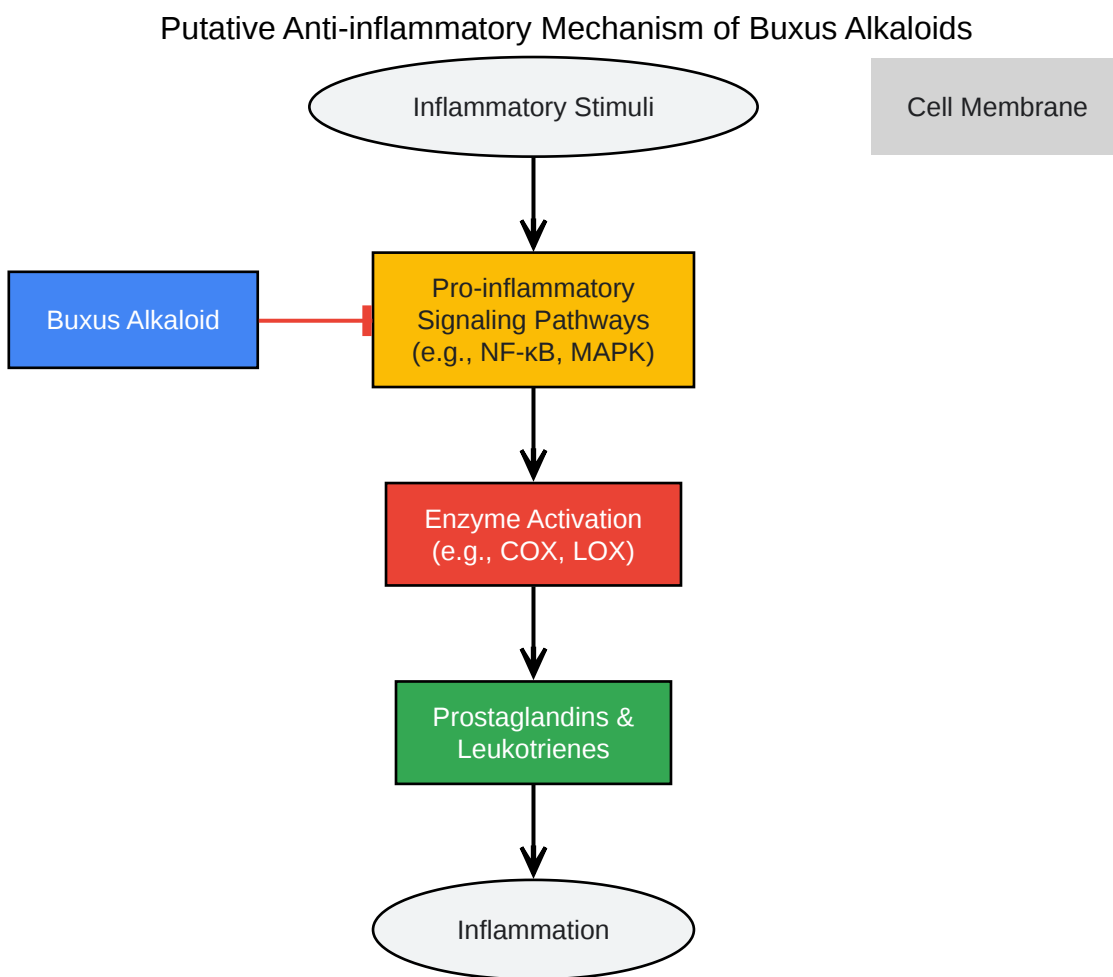 Putative Anti-inflammatory Mechanism of Buxus Alkaloids
Inflammatory Stimuli
Cell Membrane
Buxus Alkaloid
Pro-inflammatory
Signaling Pathways
(e.g., NF-κB, MAPK)
Enzyme Activation
(e.g., COX, LOX)
Prostaglandins &
Leukotrienes
Inflammation